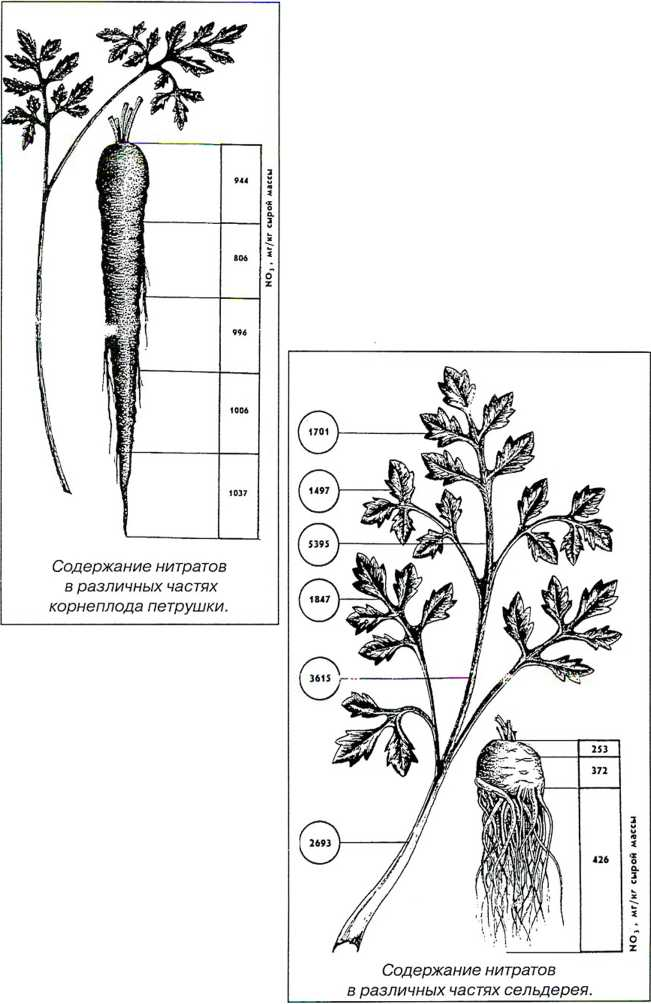 944
806
996
1006
1037
NO3, мг/кг сырой массы
Содержание нитратов
в различных частях
корнеплода петрушки.
1701
1497
5395
1847
3615
2693
253
372
426
NO3, мг/кг сырой массы
Содержание нитратов
в различных частях сельдерея.